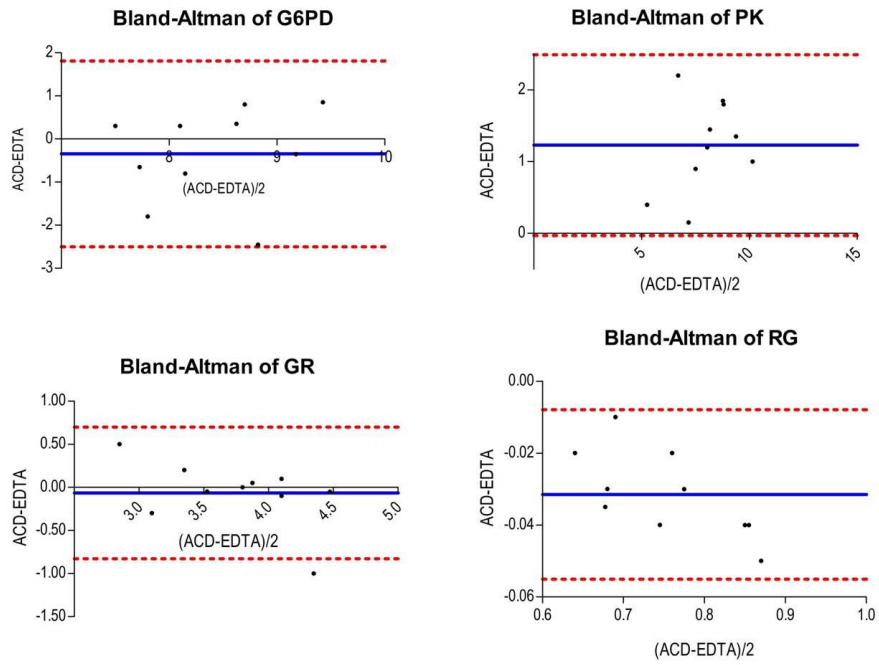 Bland-Altman of G6PD
2
1
0
-1
-2
-3
8
9
10
ACD-EDTA
(ACD-EDTA)/2
Bland-Altman of PK
2
1
0
5
10
15
ACD-EDTA
(ACD-EDTA)/2
Bland-Altman of GR
1.00
0.50
0.00
-0.50
-1.00
-1.50
3.0
3.5
4.0
4.5
5.0
ACD-EDTA
(ACD-EDTA)/2
Bland-Altman of RG
0.00
-0.02
-0.04
-0.06
0.6
0.7
0.8
0.9
1.0
ACD-EDTA
(ACD-EDTA)/2